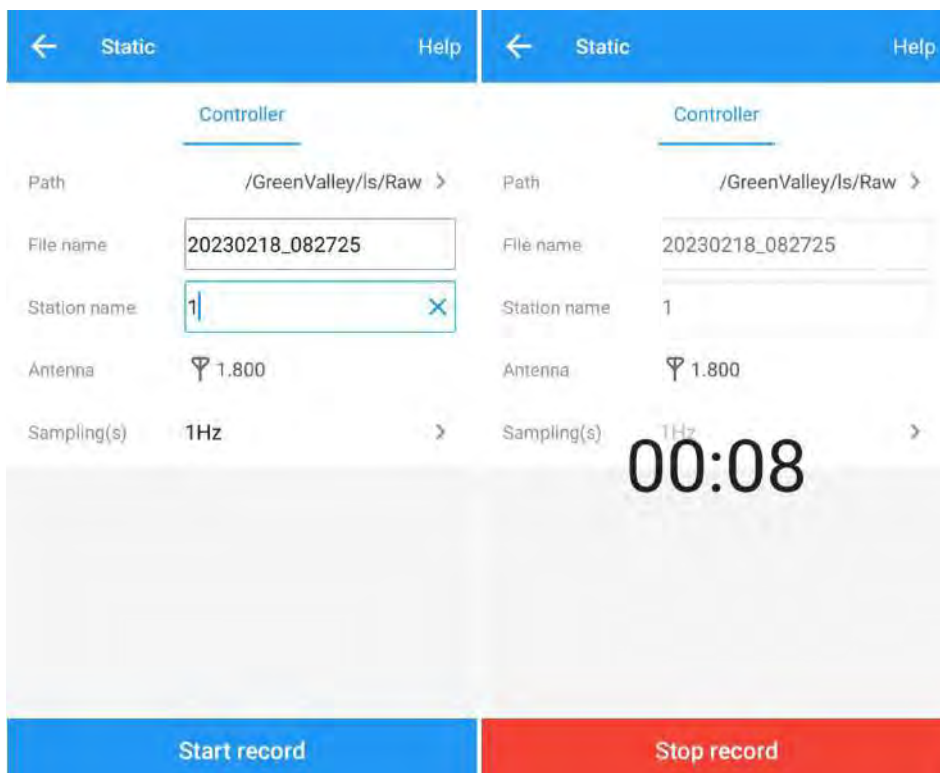 Static Help
Controller
Path /GreenValley/ls/Raw >
File name 20230218_082725
Station name 1
Antenna 1.800
Sampling(s) 1Hz >
Start record
Static Help
Controller
Path /GreenValley/ls/Raw >
File name 20230218_082725
Station name 1
Antenna 1.800
Sampling(s) 1Hz >
00:08
Stop record